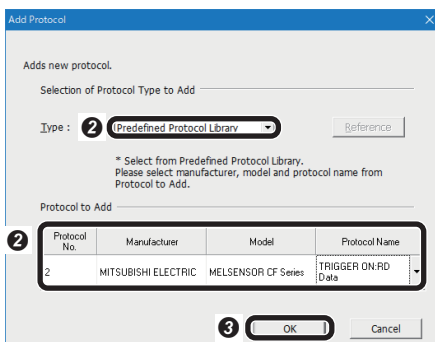 Add Protocol
Adds new protocol.
Selection of Protocol Type to Add
Type : 2 Predefined Protocol Library Reference
* Select from Predefined Protocol Library.
Please select manufacturer, model and protocol name from
Protocol to Add.
Protocol to Add
2
Protocol No. Manufacturer Model Protocol Name
2 MITSUBISHI ELECTRIC MELSENSOR CF Series TRIGGER ON:RD
Data
3 OK Cancel